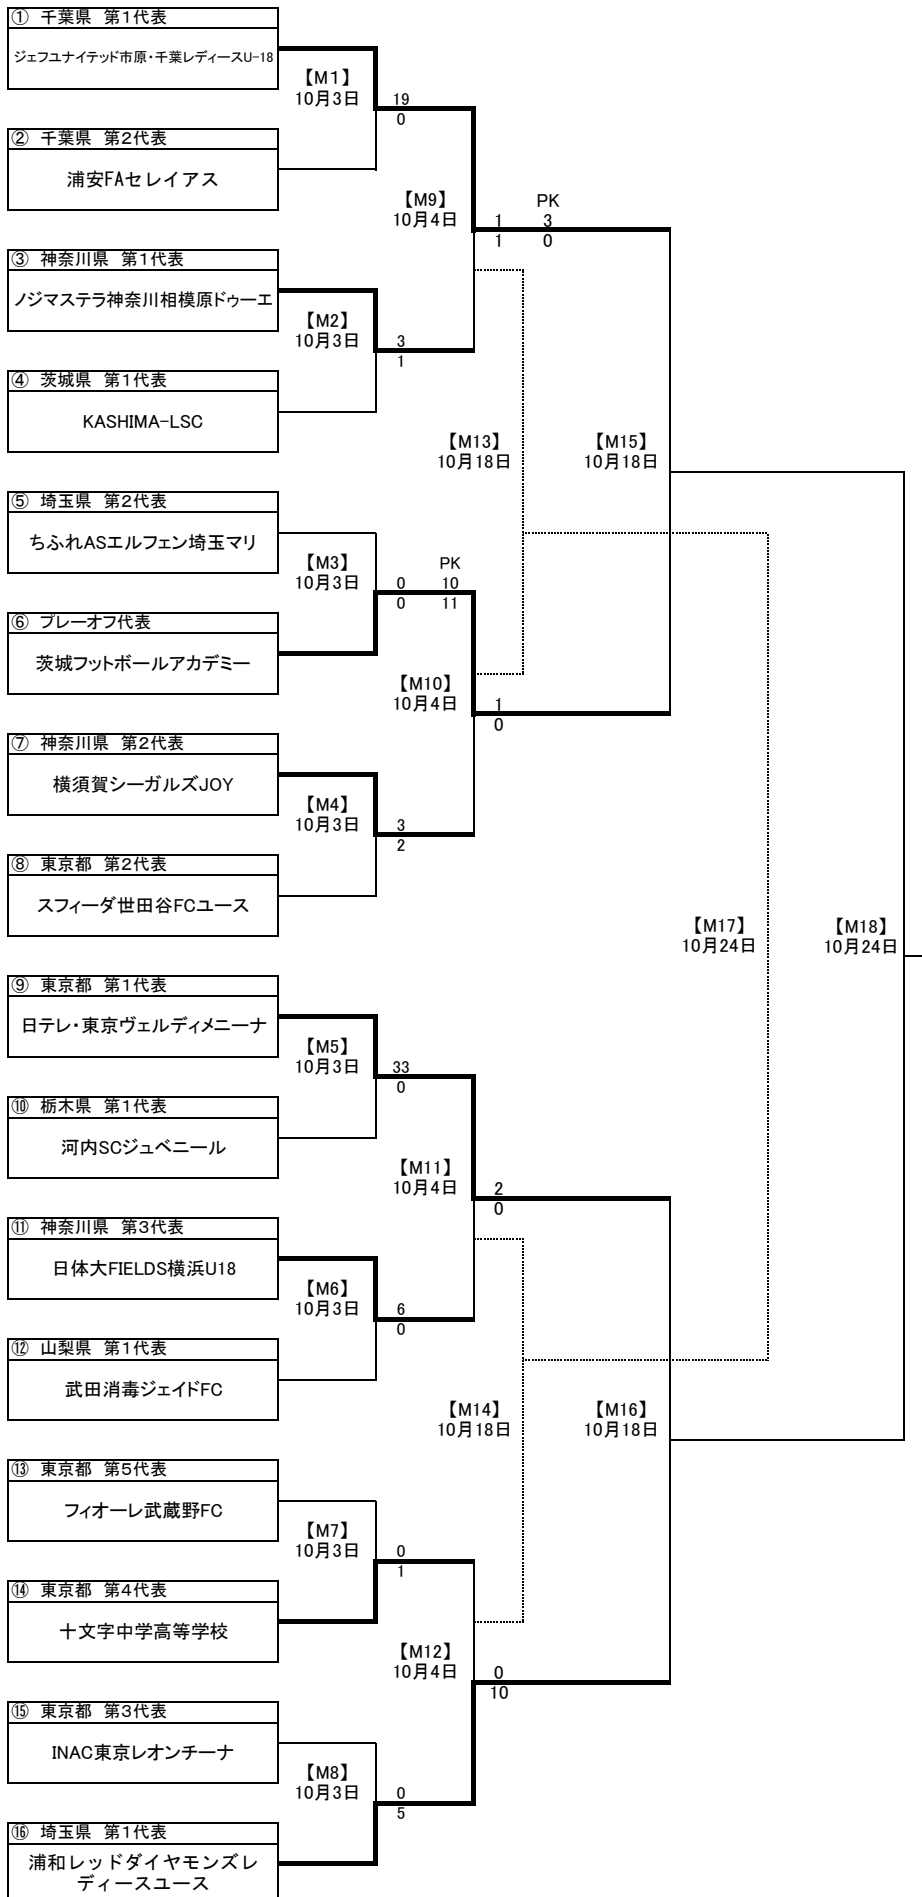 ① 千葉県 第1代表
ジェフユナイテッド市原・千葉レディースU-18
【M1】
10月3日
19
0
② 千葉県 第2代表
浦安FAセレイアス
【M9】
10月4日
PK
1 3
1 0
③ 神奈川県 第1代表
ノジマステラ神奈川相模原ドゥーエ
【M2】
10月3日
3
1
④ 茨城県 第1代表
KASHIMA-LSC
【M13】
10月18日
【M15】
10月18日
⑤ 埼玉県 第2代表
ちふれASエルフェン埼玉マリ
【M3】
10月3日
PK
0 10
0 11
⑥ プレーオフ代表
茨城フットボールアカデミー
【M10】
10月4日
1
0
⑦ 神奈川県 第2代表
横須賀シーガルズJOY
【M4】
10月3日
3
2
⑧ 東京都 第2代表
スフィーダ世田谷FCユース
【M17】
10月24日
【M18】
10月24日
⑨ 東京都 第1代表
日テレ・東京ヴェルディメニーナ
【M5】
10月3日
33
0
⑩ 栃木県 第1代表
河内SCジュベニール
【M11】
10月4日
2
0
⑪ 神奈川県 第3代表
日体大FIELDS横浜U18
【M6】
10月3日
6
0
⑫ 山梨県 第1代表
武田消毒ジェイドFC
【M14】
10月18日
【M16】
10月18日
⑬ 東京都 第5代表
フィオーレ武蔵野FC
【M7】
10月3日
0
1
⑭ 東京都 第4代表
十文字中学高等学校
【M12】
10月4日
0
10
⑮ 東京都 第3代表
INAC東京レオンチーナ
【M8】
10月3日
0
5
⑯ 埼玉県 第1代表
浦和レッドダイヤモンズレ
ディースユース